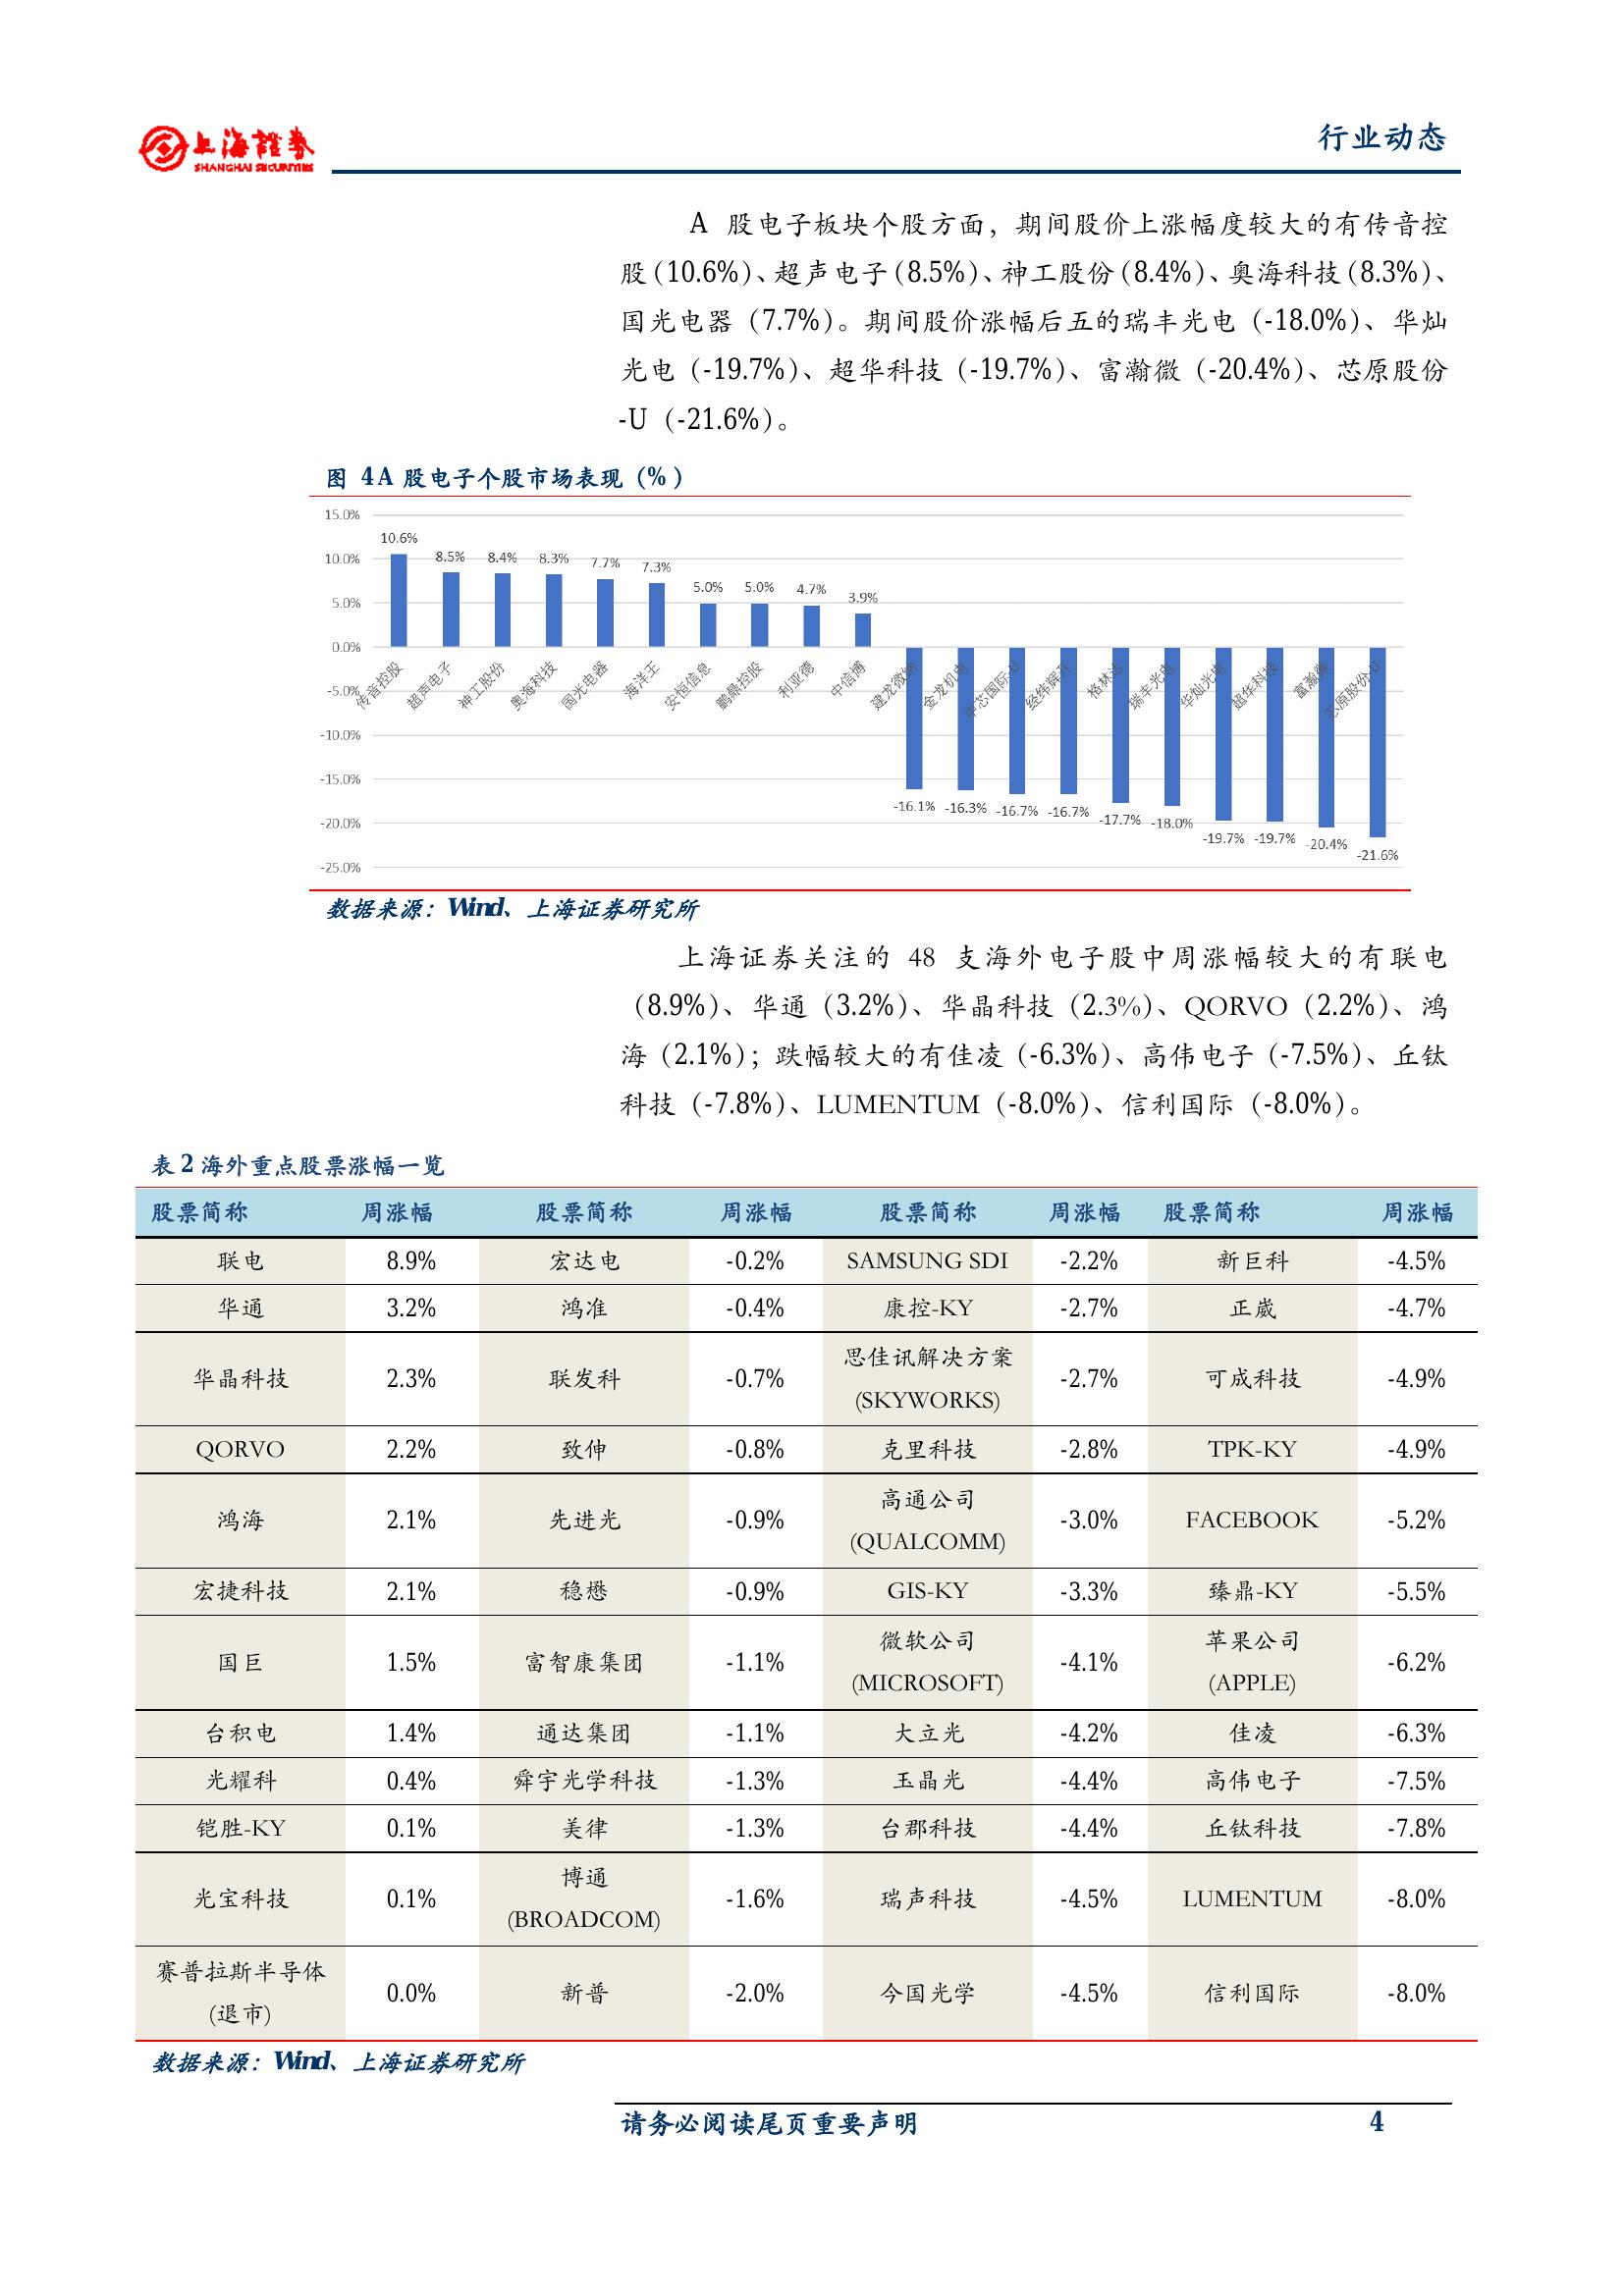 上海證券
SHANGHAI SECURITIES
行业动态
A 股电子板块个股方面，期间股价上涨幅度较大的有传音控
股（10.6%）、超声电子（8.5%）、神工股份（8.4%）、奥海科技（8.3%）、
国光电器（7.7%）。期间股价涨幅后五的瑞丰光电（-18.0%）、华灿
光电（-19.7%）、超华科技（-19.7%）、富瀚微（-20.4%）、芯原股份
-U（-21.6%）。
图 4A 股电子个股市场表现（%）
15.0%
10.0%
5.0%
0.0%
-5.0%
-10.0%
-15.0%
-20.0%
-25.0%
10.6% 8.5% 8.4% 8.3% 7.7% 7.3% 5.0% 5.0% 4.7% 3.9%
传音控股 超声电子 神工股份 奥海科技 国光电器 海洋王 安恒信息 鹏鼎控股 利亚德 中信博 建龙微纳 金龙机电 中芯国际-U 经纬辉开 格林达 瑞丰光电 华灿光电 超华科技 富瀚微 芯原股份-U
-16.1% -16.3% -16.7% -16.7% -17.7% -18.0% -19.7% -19.7% -20.4% -21.6%
数据来源：Wind、上海证券研究所
上海证券关注的 48 支海外电子股中周涨幅较大的有联电
（8.9%）、华通（3.2%）、华晶科技（2.3%）、QORVO（2.2%）、鸿
海（2.1%）；跌幅较大的有佳凌（-6.3%）、高伟电子（-7.5%）、丘钛
科技（-7.8%）、LUMENTUM（-8.0%）、信利国际（-8.0%）。
表 2 海外重点股票涨幅一览
股票简称 周涨幅 股票简称 周涨幅 股票简称 周涨幅 股票简称 周涨幅
联电 8.9% 宏达电 -0.2% SAMSUNG SDI -2.2% 新巨科 -4.5%
华通 3.2% 鸿准 -0.4% 康控-KY -2.7% 正崴 -4.7%
华晶科技 2.3% 联发科 -0.7% 思佳讯解决方案 -2.7% 可成科技 -4.9%
(SKYWORKS)
QORVO 2.2% 致伸 -0.8% 克里科技 -2.8% TPK-KY -4.9%
鸿海 2.1% 先进光 -0.9% 高通公司 -3.0% FACEBOOK -5.2%
(QUALCOMM)
宏捷科技 2.1% 稳懋 -0.9% GIS-KY -3.3% 臻鼎-KY -5.5%
国巨 1.5% 富智康集团 -1.1% 微软公司 -4.1% 苹果公司 -6.2%
(MICROSOFT) (APPLE)
台积电 1.4% 通达集团 -1.1% 大立光 -4.2% 佳凌 -6.3%
光耀科 0.4% 舜宇光学科技 -1.3% 玉晶光 -4.4% 高伟电子 -7.5%
铠胜-KY 0.1% 美律 -1.3% 台郡科技 -4.4% 丘钛科技 -7.8%
光宝科技 0.1% 博通 -1.6% 瑞声科技 -4.5% LUMENTUM -8.0%
(BROADCOM)
赛普拉斯半导体 0.0% 新普 -2.0% 今国光学 -4.5% 信利国际 -8.0%
(退市)
数据来源：Wind、上海证券研究所
请务必阅读尾页重要声明 4